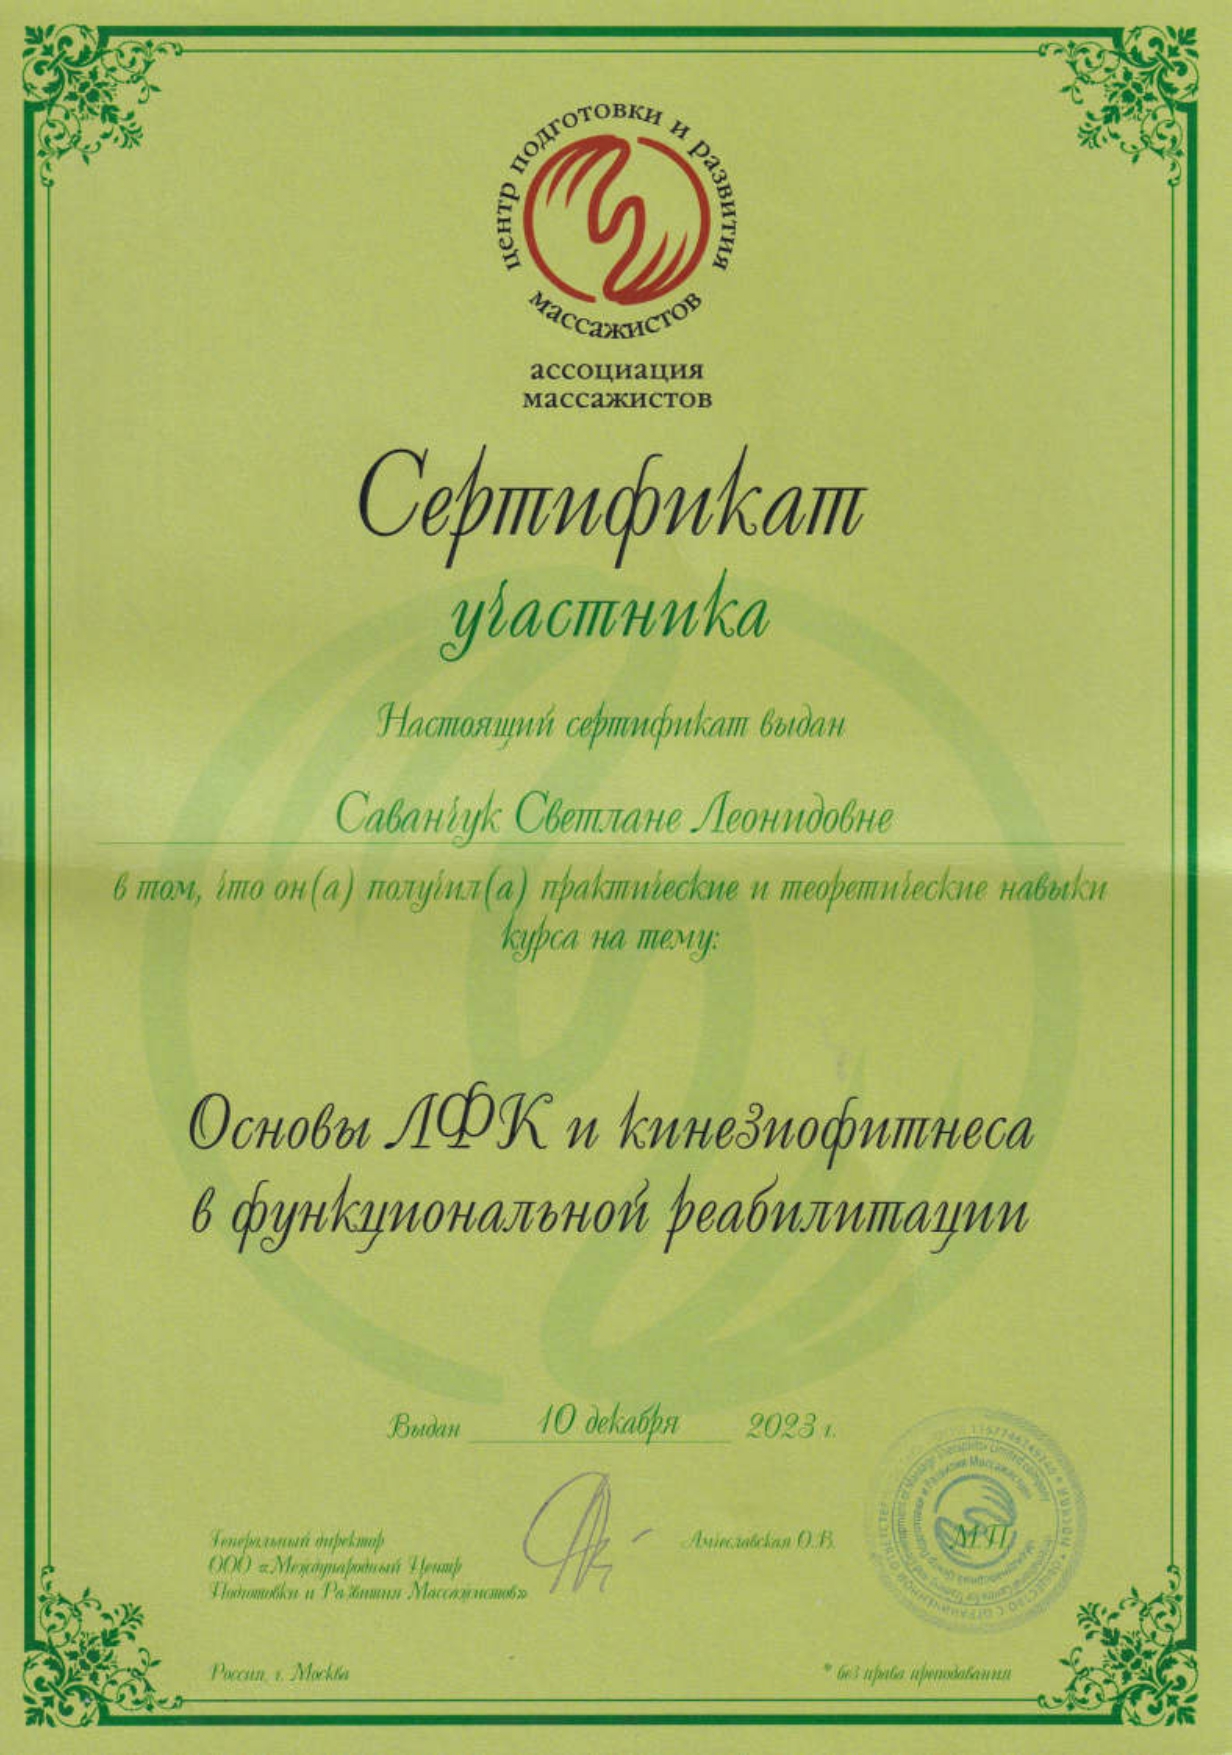 центр подготовки и развития
массажистов
ассоциация
массажистов
Сертификат
участника
Настоящий сертификат выдан
Саванчук Светлане Леонидовне
в том, что он(а) получил(а) практические и теоретические навыки
курса на тему:
Основы ЛФК и кинезиофитнеса
в функциональной реабилитации
Выдан 10 декабря 2023 г.
Генеральный директор
ООО «Международный Центр
Подготовки и Развития Массажистов»
Амчеславская О.В.
МП
Россия, г. Москва
* без права преподавания